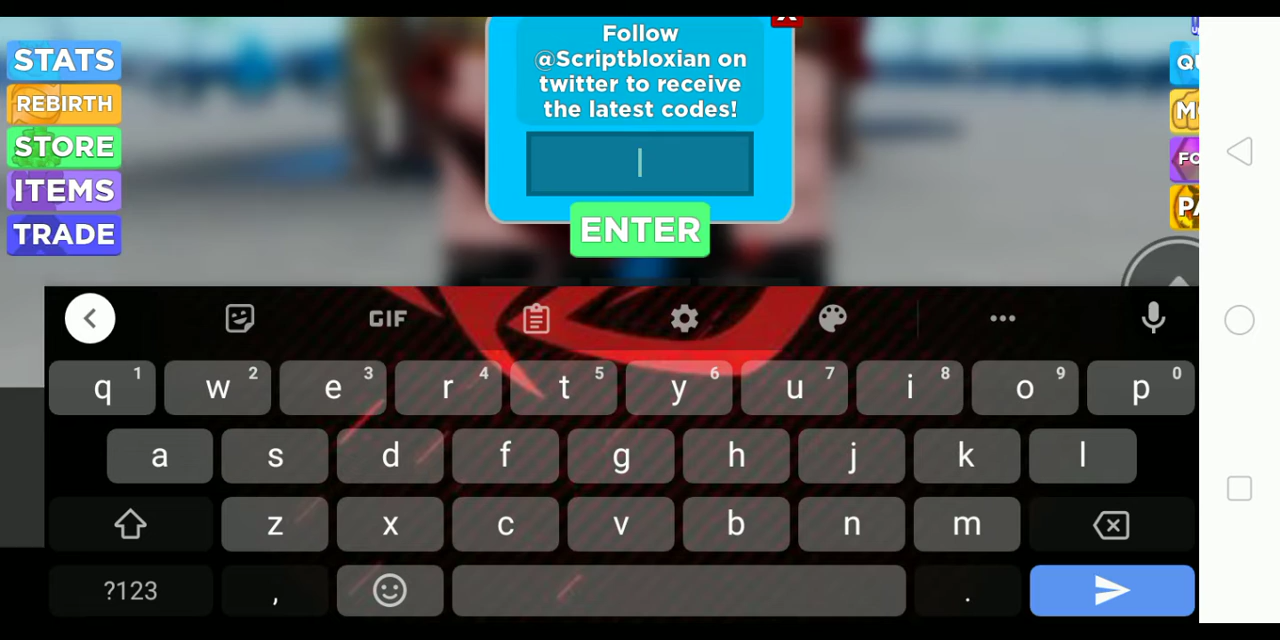 Follow
@Scriptbloxian on
twitter to receive
the latest codes!
ENTER
STATS
REBIRTH
STORE
ITEMS
TRADE
GIF
q 1 w 2 e 3 r 4 t 5 y 6 u 7 i 8 o 9 p 0
a s d f g h j k l
z x c v b n m
?123 , .